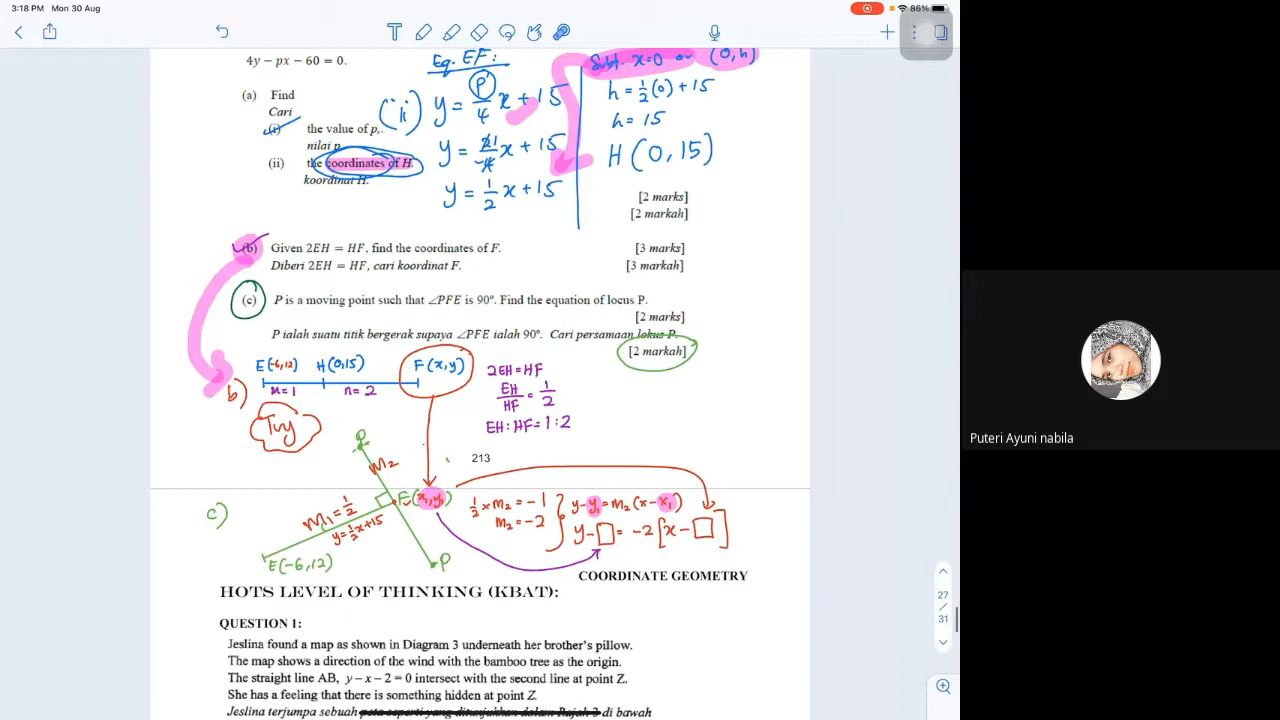 3:18 PM Mon 30 Aug
86%
4y – px – 60 = 0.
Eq. EF:
Subt. x=0 or (0,h)
(a) Find
Cari
(i) the value of p,.
nilai p
(ii) the coordinates of H.
koordinat H.
(ii) y = p/4 x + 15
y = 2/4 x + 15
y = 1/2 x + 15
h = 1/2 (0) + 15
h = 15
H (0, 15)
[2 marks]
[2 markah]
(b) Given 2EH = HF, find the coordinates of F. [3 marks]
Diberi 2EH = HF, cari koordinat F. [3 markah]
(c) P is a moving point such that ∠PFE is 90°. Find the equation of locus P.
[2 marks]
P ialah suatu titik bergerak supaya ∠PFE ialah 90°. Cari persamaan lokus P.
[2 markah]
b) E(-6,12) H(0,15) F(x,y)
m=1 n=2
2EH = HF
EH/HF = 1/2
EH : HF = 1:2
Try
213
c) P
M2
M1 = 1/2
y = 1/2 x + 15
F (x1, y1)
E(-6,12)
P
1/2 × m2 = -1
m2 = -2
y - y1 = m2 (x - x1)
y - □ = -2 [x - □]
COORDINATE GEOMETRY
HOTS LEVEL OF THINKING (KBAT):
QUESTION 1:
Jeslina found a map as shown in Diagram 3 underneath her brother's pillow.
The map shows a direction of the wind with the bamboo tree as the origin.
The straight line AB, y – x – 2 = 0 intersect with the second line at point Z.
She has a feeling that there is something hidden at point Z.
Jeslina terjumpa sebuah peta seperti yang ditunjukkan dalam Rajah 3 di bawah
27
/
31
Puteri Ayuni nabila